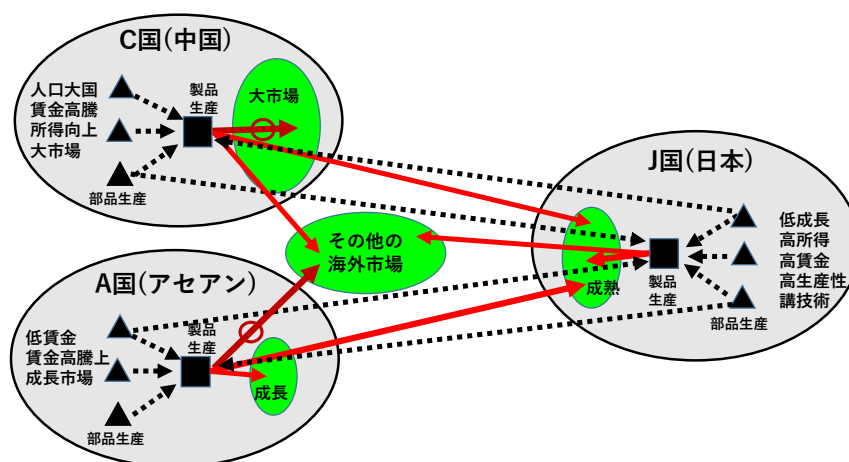 C国(中国)
人口大国
賃金高騰
所得向上
大市場
製品
生産
大市場
部品生産
J国(日本)
低成長
高所得
高賃金
高生産性
講技術
成熟
製品
生産
部品生産
その他の
海外市場
A国(アセアン)
低賃金
賃金高騰上
成長市場
製品
生産
成長
部品生産